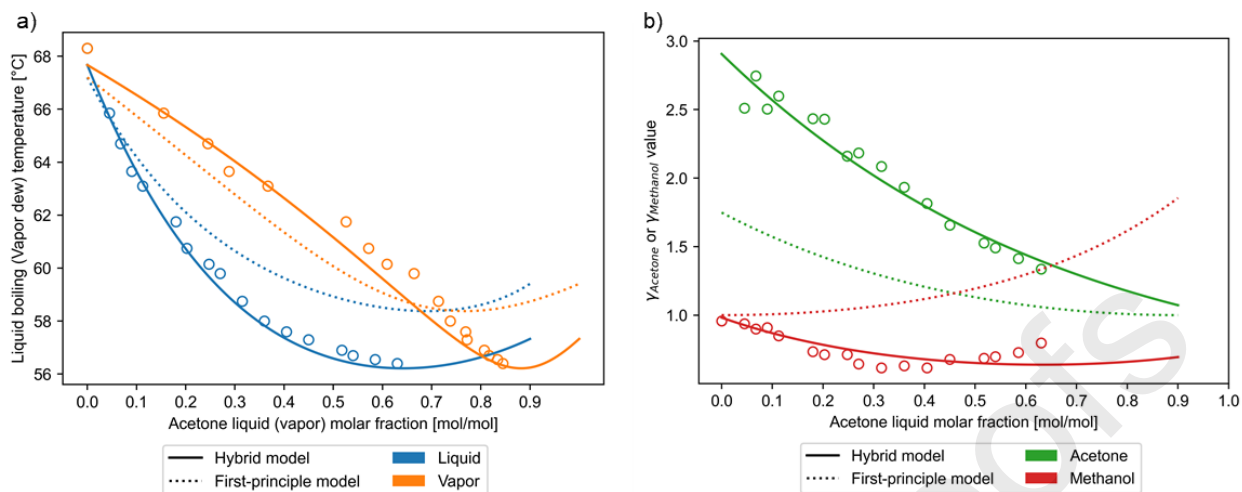 a)
68
66
64
62
60
58
56
Liquid boiling (Vapor dew) temperature [°C]
0.0 0.1 0.2 0.3 0.4 0.5 0.6 0.7 0.8 0.9
Acetone liquid (vapor) molar fraction [mol/mol]
Hybrid model
First-principle model
Liquid
Vapor
b)
3.0
2.5
2.0
1.5
1.0
γAcetone or γMethanol value
0.0 0.1 0.2 0.3 0.4 0.5 0.6 0.7 0.8 0.9 1.0
Acetone liquid molar fraction [mol/mol]
Hybrid model
First-principle model
Acetone
Methanol
oofs